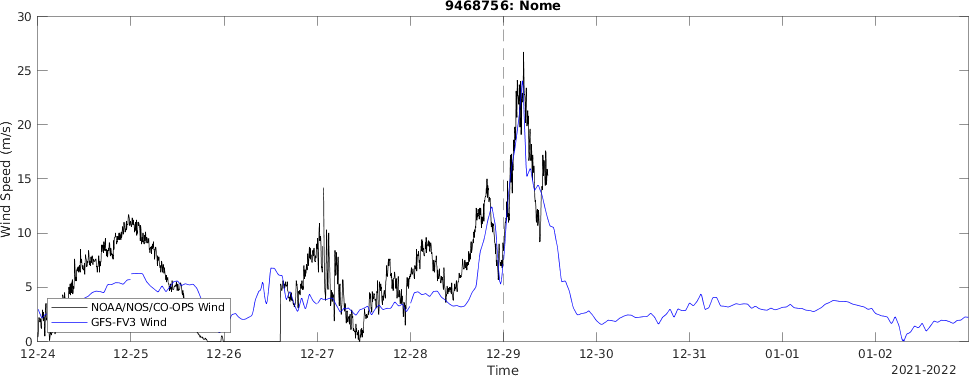 9468756: Nome
30
25
20
15
10
5
0
Wind Speed (m/s)
NOAA/NOS/CO-OPS Wind
GFS-FV3 Wind
12-24 12-25 12-26 12-27 12-28 12-29 12-30 12-31 01-01 01-02
Time
2021-2022